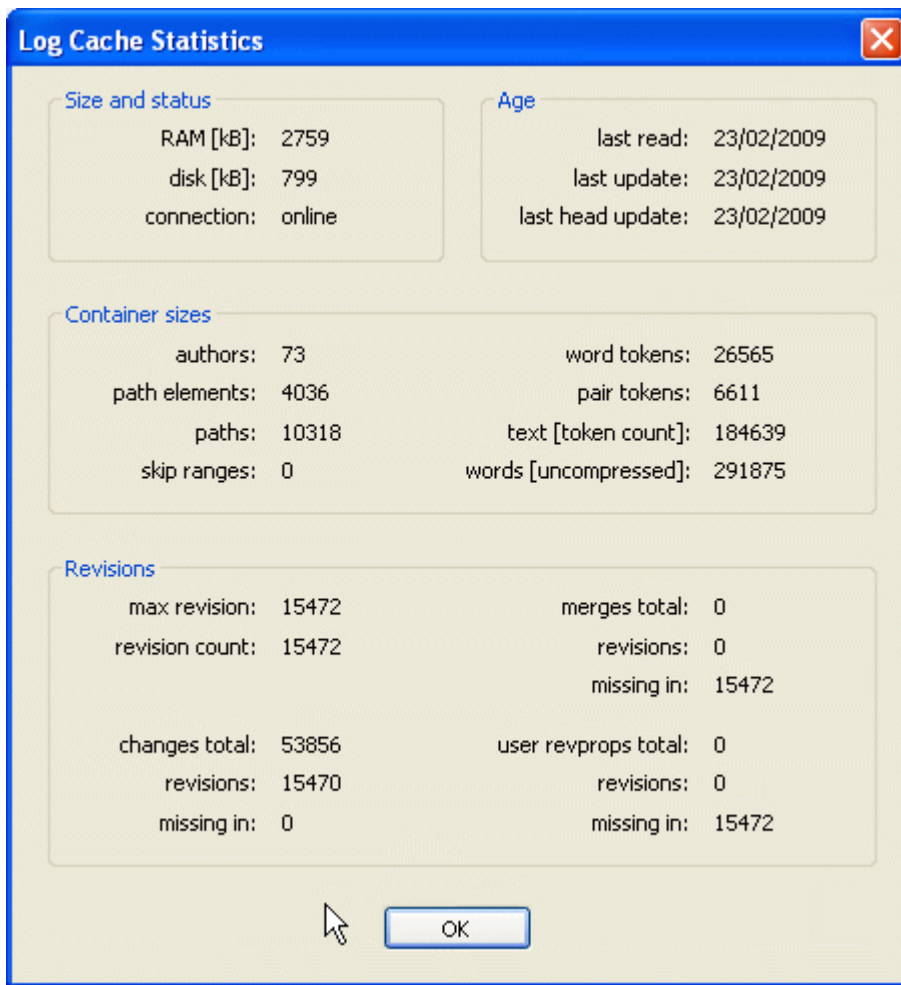 Log Cache Statistics
Size and status
RAM [kB]: 2759
disk [kB]: 799
connection: online
Age
last read: 23/02/2009
last update: 23/02/2009
last head update: 23/02/2009
Container sizes
authors: 73
path elements: 4036
paths: 10318
skip ranges: 0
word tokens: 26565
pair tokens: 6611
text [token count]: 184639
words [uncompressed]: 291875
Revisions
max revision: 15472
revision count: 15472
merges total: 0
revisions: 0
missing in: 15472
changes total: 53856
revisions: 15470
missing in: 0
user revprops total: 0
revisions: 0
missing in: 15472
OK